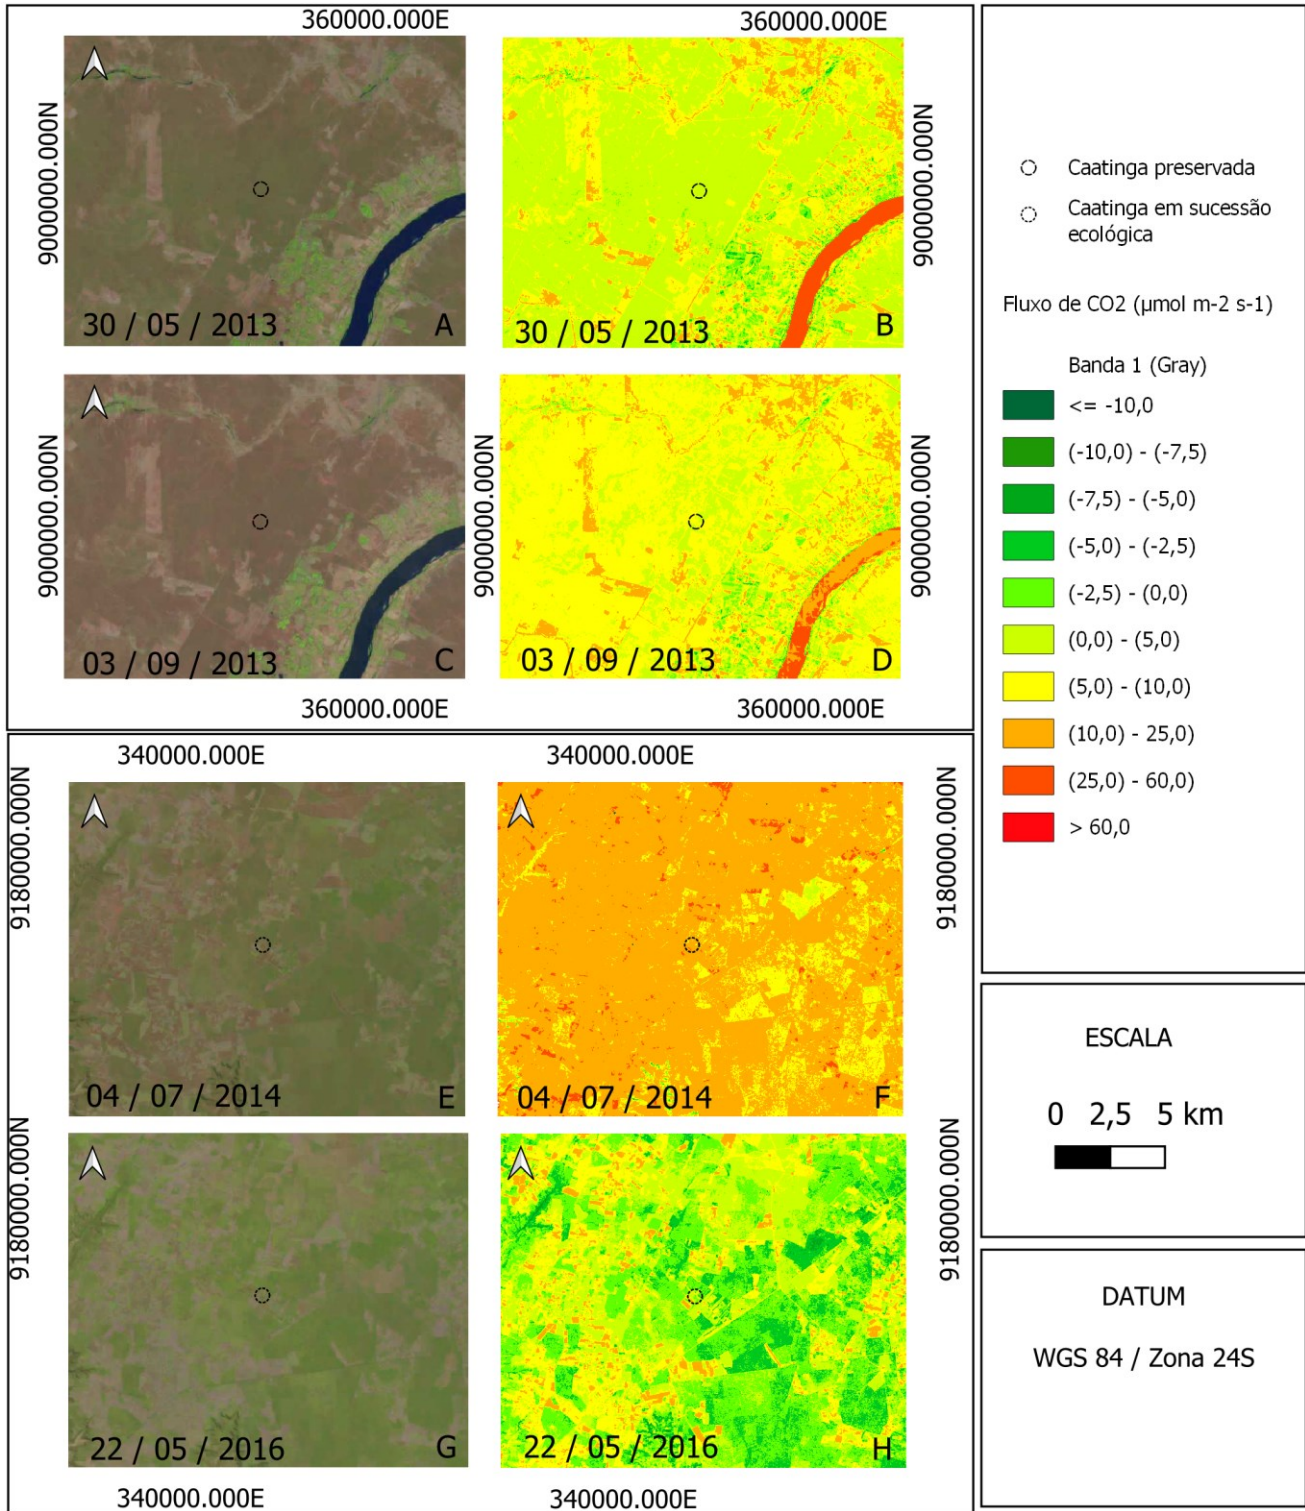 360000.000E
360000.000E
9000000.000N
9000000.000N
30 / 05 / 2013
A
30 / 05 / 2013
B
9000000.000N
9000000.000N
9000000.000N
03 / 09 / 2013
C
03 / 09 / 2013
D
360000.000E
360000.000E
340000.000E
340000.000E
9180000.000N
9180000.000N
04 / 07 / 2014
E
04 / 07 / 2014
F
9180000.000N
9180000.000N
22 / 05 / 2016
G
22 / 05 / 2016
H
340000.000E
340000.000E
Caatinga preservada
Caatinga em sucessão
ecológica
Fluxo de CO2 (µmol m-2 s-1)
Banda 1 (Gray)
<= -10,0
(-10,0) - (-7,5)
(-7,5) - (-5,0)
(-5,0) - (-2,5)
(-2,5) - (0,0)
(0,0) - (5,0)
(5,0) - (10,0)
(10,0) - 25,0)
(25,0) - 60,0)
> 60,0
ESCALA
0 2,5 5 km
DATUM
WGS 84 / Zona 24S